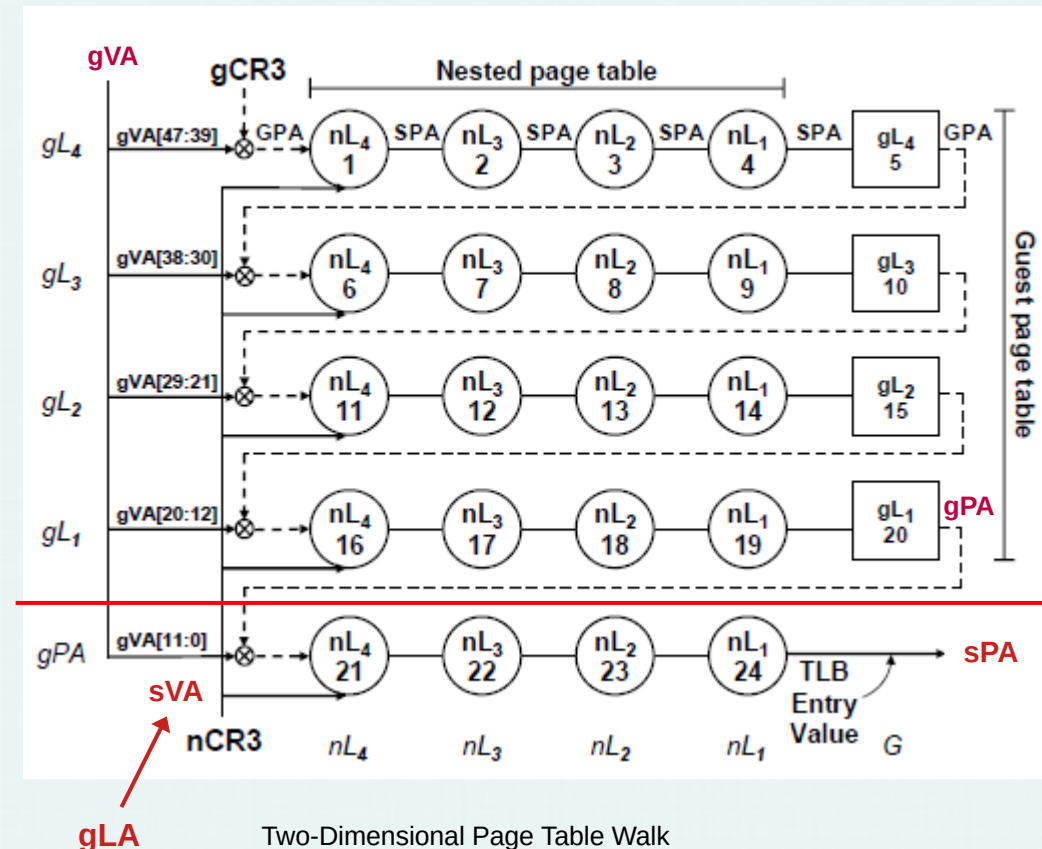 gVA
gCR3
Nested page table
gL4
gVA[47:39]
GPA
nL4
1
SPA
nL3
2
SPA
nL2
3
SPA
nL1
4
SPA
gL4
5
GPA
gL3
gVA[38:30]
nL4
6
nL3
7
nL2
8
nL1
9
gL3
10
Guest page table
gL2
gVA[29:21]
nL4
11
nL3
12
nL2
13
nL1
14
gL2
15
gL1
gVA[20:12]
nL4
16
nL3
17
nL2
18
nL1
19
gL1
20
gPA
gPA
gVA[11:0]
nL4
21
nL3
22
nL2
23
nL1
24
TLB
Entry
Value
sPA
sVA
nCR3
nL4
nL3
nL2
nL1
G
gLA
Two-Dimensional Page Table Walk